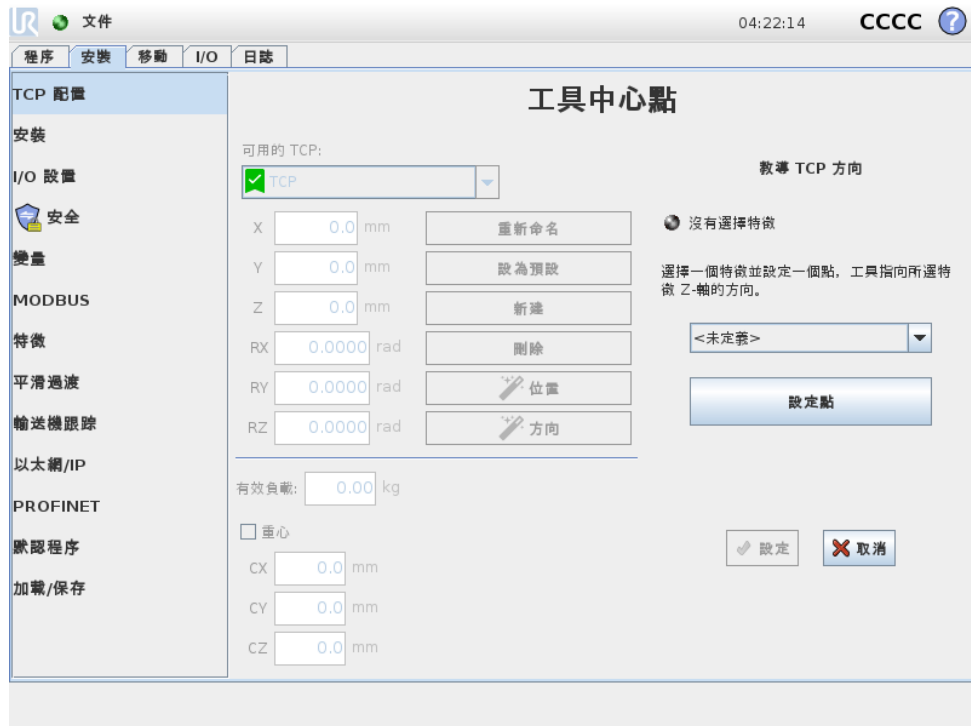 UR 文件 04:22:14 CCCC ?
程序 安裝 移動 I/O 日誌
TCP 配置
安裝
I/O 設置
安全
變量
MODBUS
特徵
平滑過渡
輸送機跟踪
以太網/IP
PROFINET
默認程序
加載/保存
工具中心點
可用的 TCP:
TCP
X 0.0 mm 重新命名
Y 0.0 mm 設為預設
Z 0.0 mm 新建
RX 0.0000 rad 刪除
RY 0.0000 rad 位置
RZ 0.0000 rad 方向
有效負載: 0.00 kg
重心
CX 0.0 mm
CY 0.0 mm
CZ 0.0 mm
教導 TCP 方向
沒有選擇特徵
選擇一個特徵並設定一個點，工具指向所選特
徵 Z-軸的方向。
<未定義>
設定點
設定 取消